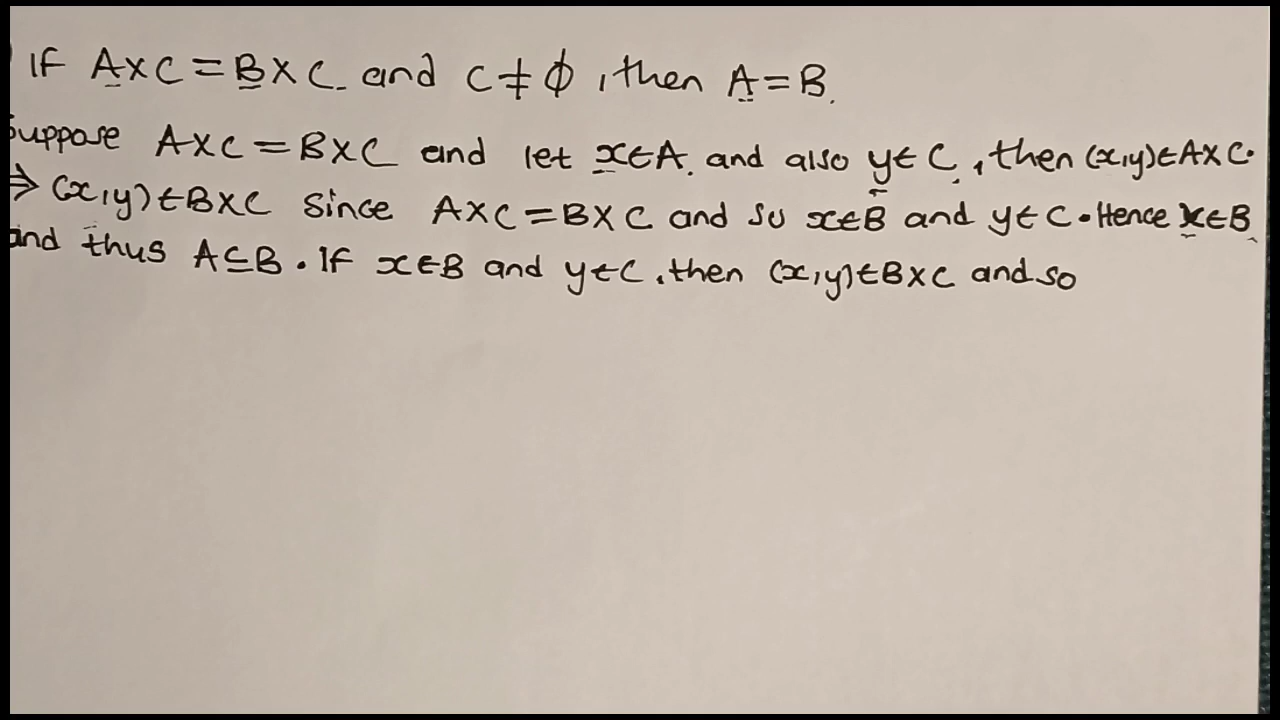 If A×C = B×C and C ≠ ϕ, then A = B.
Suppose A×C = B×C and let x∈A and also y∈C, then (x,y)∈A×C.
⇒ (x,y)∈B×C since A×C = B×C and so x∈B and y∈C. Hence x∈B
and thus A⊆B. If x∈B and y∈C, then (x,y)∈B×C and so